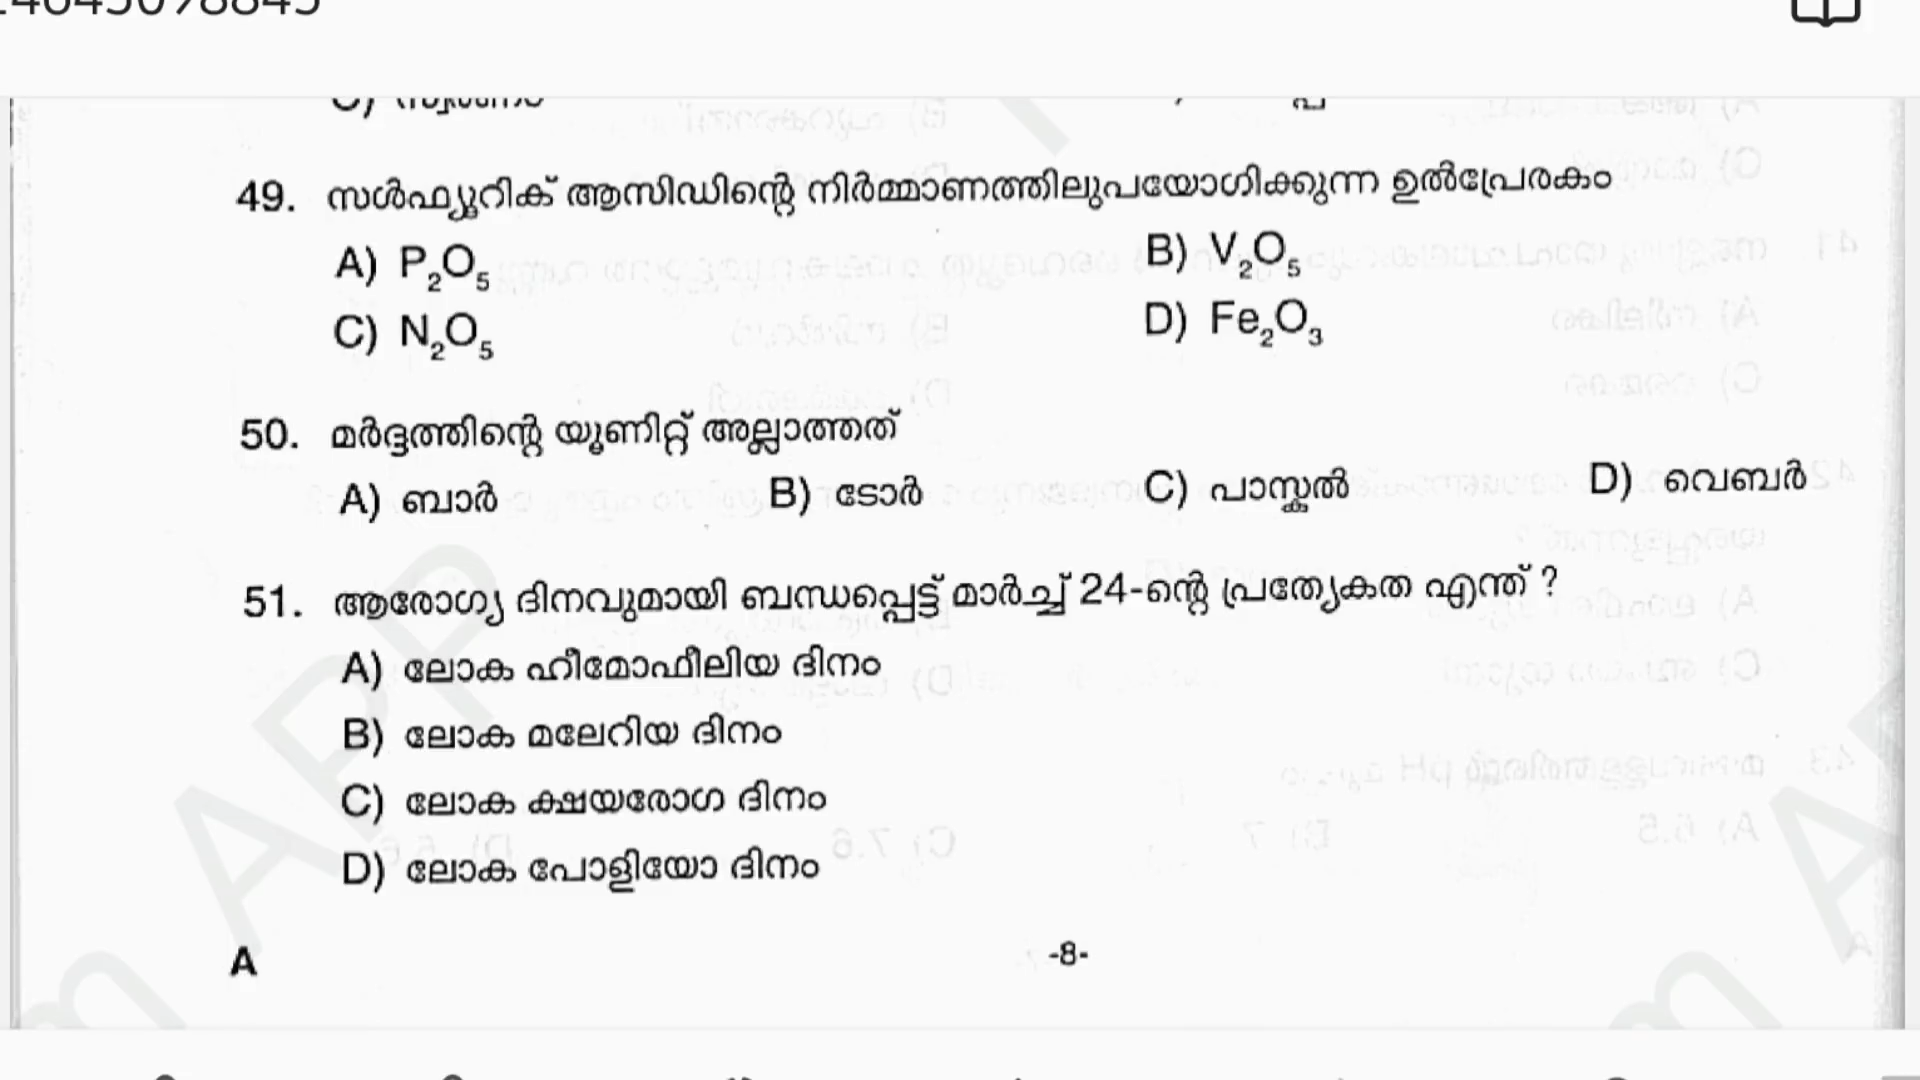 49. സൾഫ്യൂറിക് ആസിഡിന്റെ നിർമ്മാണത്തിലുപയോഗിക്കുന്ന ഉൽപ്രേരകം
A) P₂O₅ B) V₂O₅
C) N₂O₅ D) Fe₂O₃
50. മർദ്ദത്തിന്റെ യൂണിറ്റ് അല്ലാത്തത്
A) ബാർ B) ടോർ C) പാസ്കൽ D) വെബർ
51. ആരോഗ്യ ദിനവുമായി ബന്ധപ്പെട്ട് മാർച്ച് 24-ന്റെ പ്രത്യേകത എന്ത് ?
A) ലോക ഹീമോഫീലിയ ദിനം
B) ലോക മലേറിയ ദിനം
C) ലോക ക്ഷയരോഗ ദിനം
D) ലോക പോളിയോ ദിനം
A -8-